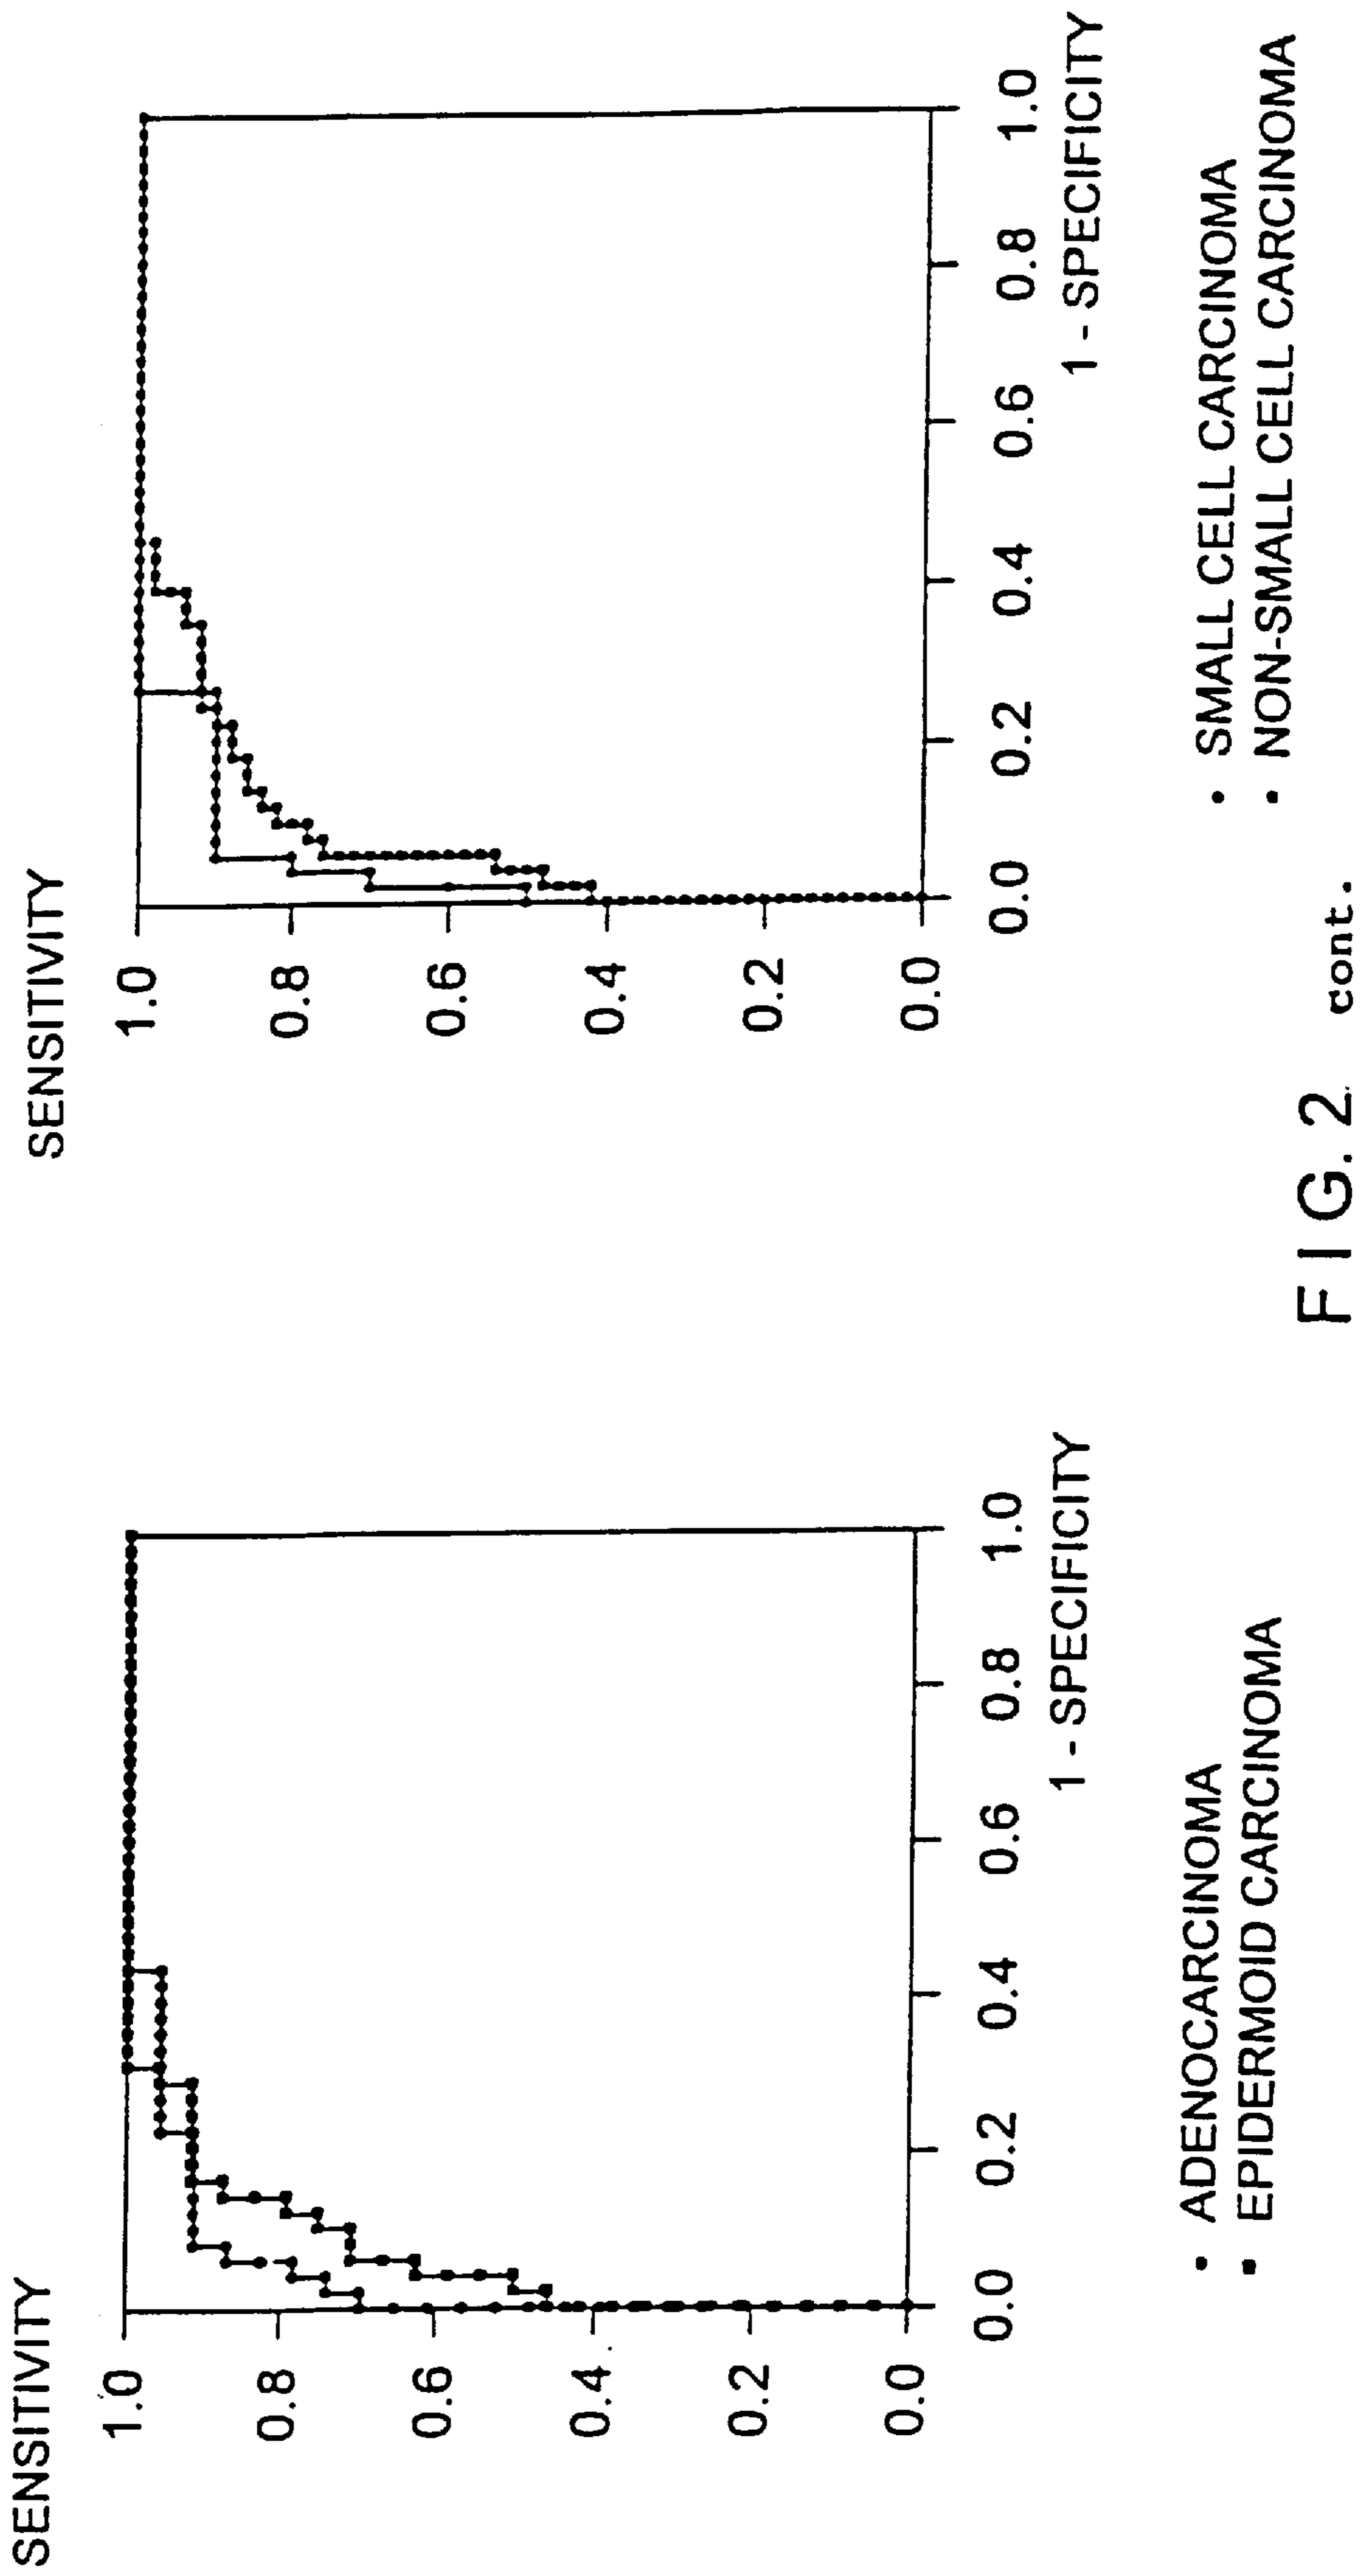 SENSITIVITY
1.0
0.8
0.6
0.4
0.2
0.0
0.0 0.2 0.4 0.6 0.8 1.0
1 - SPECIFICITY
• ADENOCARCINOMA
▪ EPIDERMOID CARCINOMA
SENSITIVITY
1.0
0.8
0.6
0.4
0.2
0.0
0.0 0.2 0.4 0.6 0.8 1.0
1 - SPECIFICITY
• SMALL CELL CARCINOMA
• NON-SMALL CELL CARCINOMA
FIG. 2 cont.